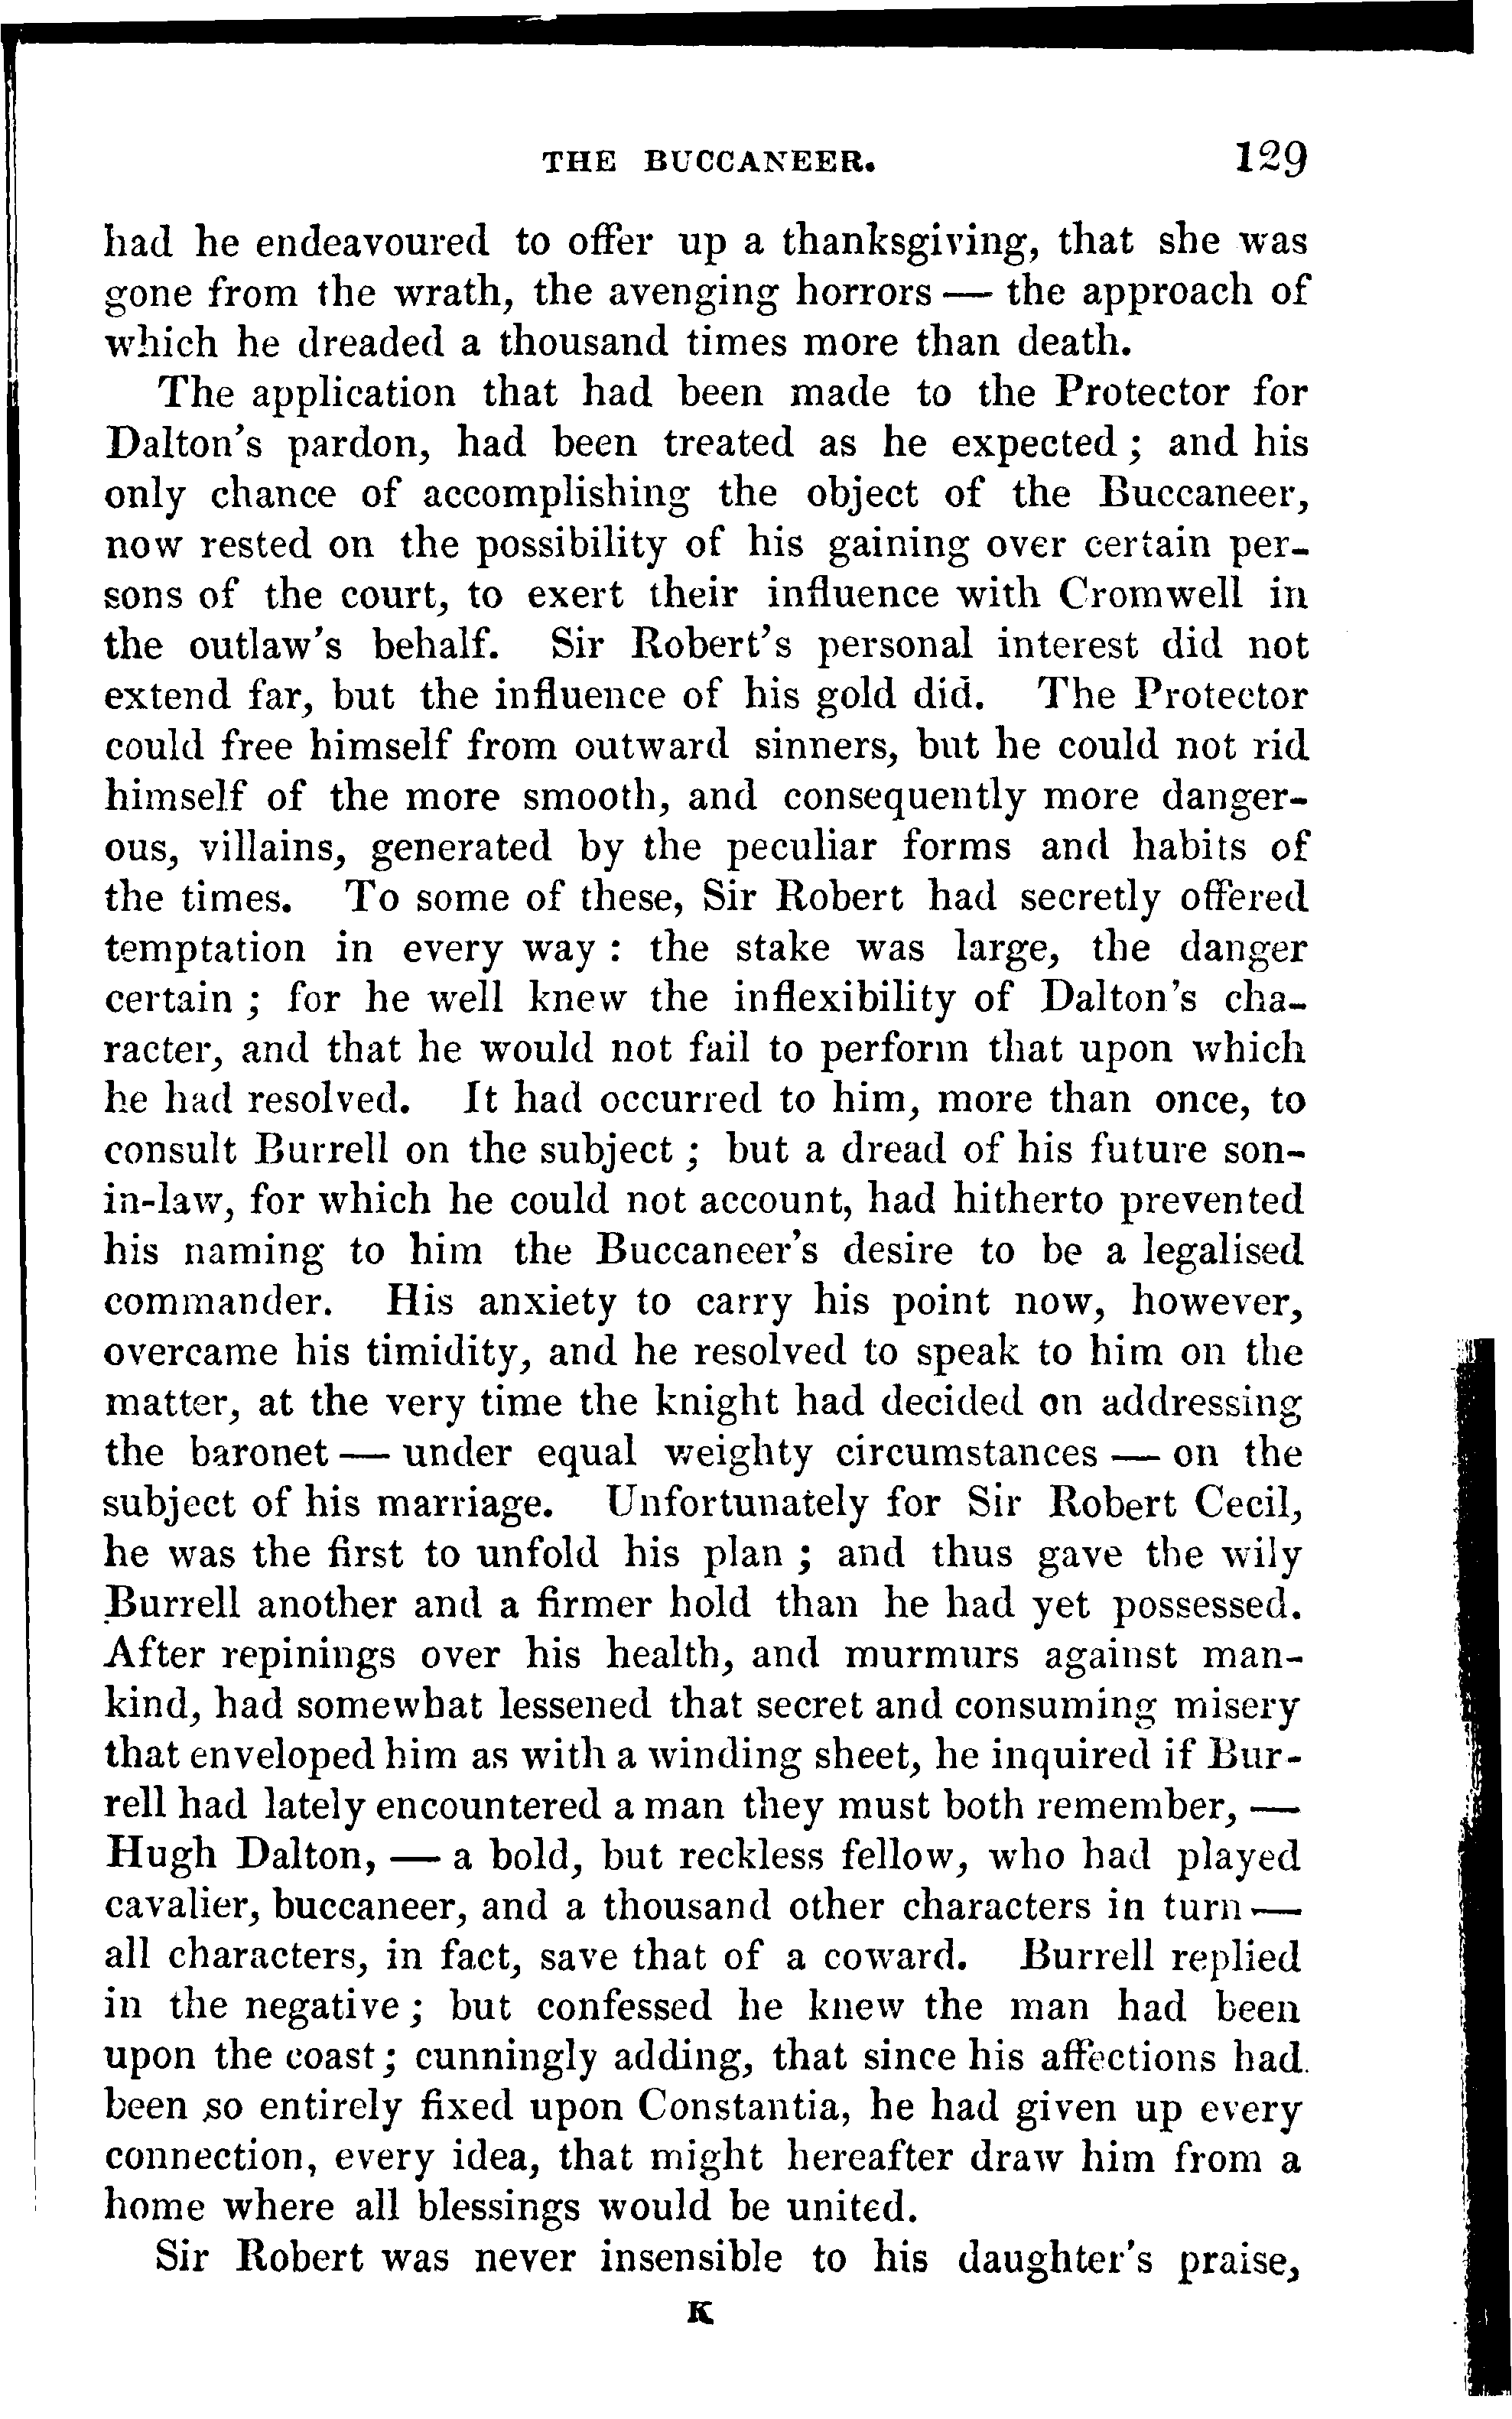 THE BUCCANEER. 129
had he endeavoured to offer up a thanksgiving, that she was
gone from the wrath, the avenging horrors — the approach of
which he dreaded a thousand times more than death.
The application that had been made to the Protector for
Dalton's pardon, had been treated as he expected ; and his
only chance of accomplishing the object of the Buccaneer,
now rested on the possibility of his gaining over certain per-
sons of the court, to exert their influence with Cromwell in
the outlaw's behalf. Sir Robert's personal interest did not
extend far, but the influence of his gold did. The Protector
could free himself from outward sinners, but he could not rid
himself of the more smooth, and consequently more danger-
ous, villains, generated by the peculiar forms and habits of
the times. To some of these, Sir Robert had secretly offered
temptation in every way : the stake was large, the danger
certain ; for he well knew the inflexibility of Dalton's cha-
racter, and that he would not fail to perform that upon which
he had resolved. It had occurred to him, more than once, to
consult Burrell on the subject ; but a dread of his future son-
in-law, for which he could not account, had hitherto prevented
his naming to him the Buccaneer's desire to be a legalised
commander. His anxiety to carry his point now, however,
overcame his timidity, and he resolved to speak to him on the
matter, at the very time the knight had decided on addressing
the baronet — under equal weighty circumstances — on the
subject of his marriage. Unfortunately for Sir Robert Cecil,
he was the first to unfold his plan ; and thus gave the wily
Burrell another and a firmer hold than he had yet possessed.
After repinings over his health, and murmurs against man-
kind, had somewhat lessened that secret and consuming misery
that enveloped him as with a winding sheet, he inquired if Bur-
rell had lately encountered a man they must both remember, —
Hugh Dalton, — a bold, but reckless fellow, who had played
cavalier, buccaneer, and a thousand other characters in turn —
all characters, in fact, save that of a coward. Burrell replied
in the negative ; but confessed he knew the man had been
upon the coast ; cunningly adding, that since his affections had
been so entirely fixed upon Constantia, he had given up every
connection, every idea, that might hereafter draw him from a
home where all blessings would be united.
Sir Robert was never insensible to his daughter's praise,
K